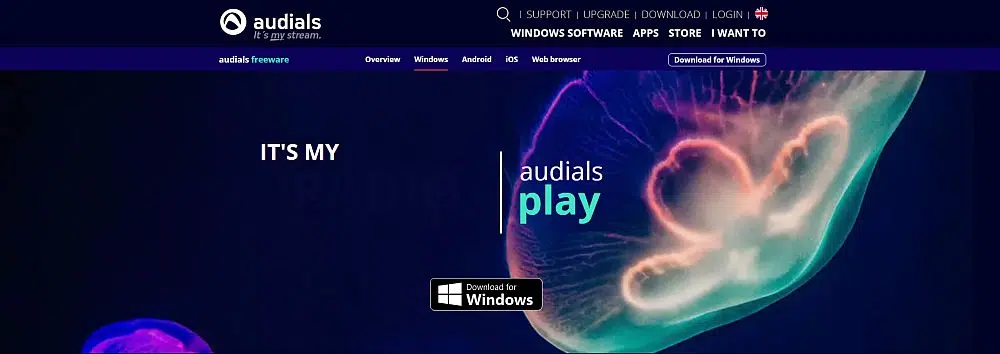 audials
It's my stream.
SUPPORT | UPGRADE | DOWNLOAD | LOGIN
WINDOWS SOFTWARE APPS STORE I WANT TO
audials freeware Overview Windows Android iOS Web browser Download for Windows
IT'S MY
audials
play
Download for
Windows